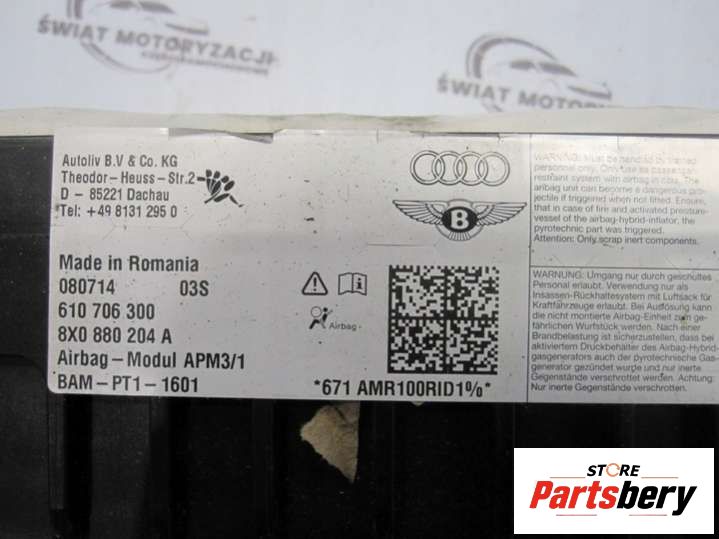 ŚWIAT MOTORYZACJI
ŚWIAT MOTORYZACJI
Autoliv B.V & Co. KG
Theodor-Heuss-Str.2
D - 85221 Dachau
Tel: +49 8131 295 0
Made in Romania
080714 03S
610 706 300
8X0 880 204 A
Airbag-Modul APM3/1
BAM-PT1-1601
B
Airbag
*671 AMR100RID1%*
WARNING: Must be handled by trained
personnel only. Only use as passenger
restraint system with airbag in case. The
airbag unit can become a dangerous pro-
jectile if triggered when not fitted. Ensure,
that in case of fire and activated pressure-
vessel of the airbag-hybrid-inflator, the
pyrotechnic part was triggered.
Attention: Only scrap inert components.
WARNUNG: Umgang nur durch geschultes
Personal erlaubt. Verwendung nur als
Insassen-Rückhaltesystem mit Luftsack für
Kraftfahrzeuge erlaubt. Bei Auslösung kann
die nicht montierte Airbag-Einheit zum ge-
fährlichen Wurfstück werden. Nach einer
Brandbelastung ist sicherzustellen, dass bei
aktiviertem Druckbehälter des Airbag-Hybrid-
gasgenerators auch der pyrotechnische Gas-
generator gezündet wurde und nur inerte
Gegenstände verschrottet werden. Achtung:
Nur inerte Gegenstände verschrotten.
STORE
Partsbery